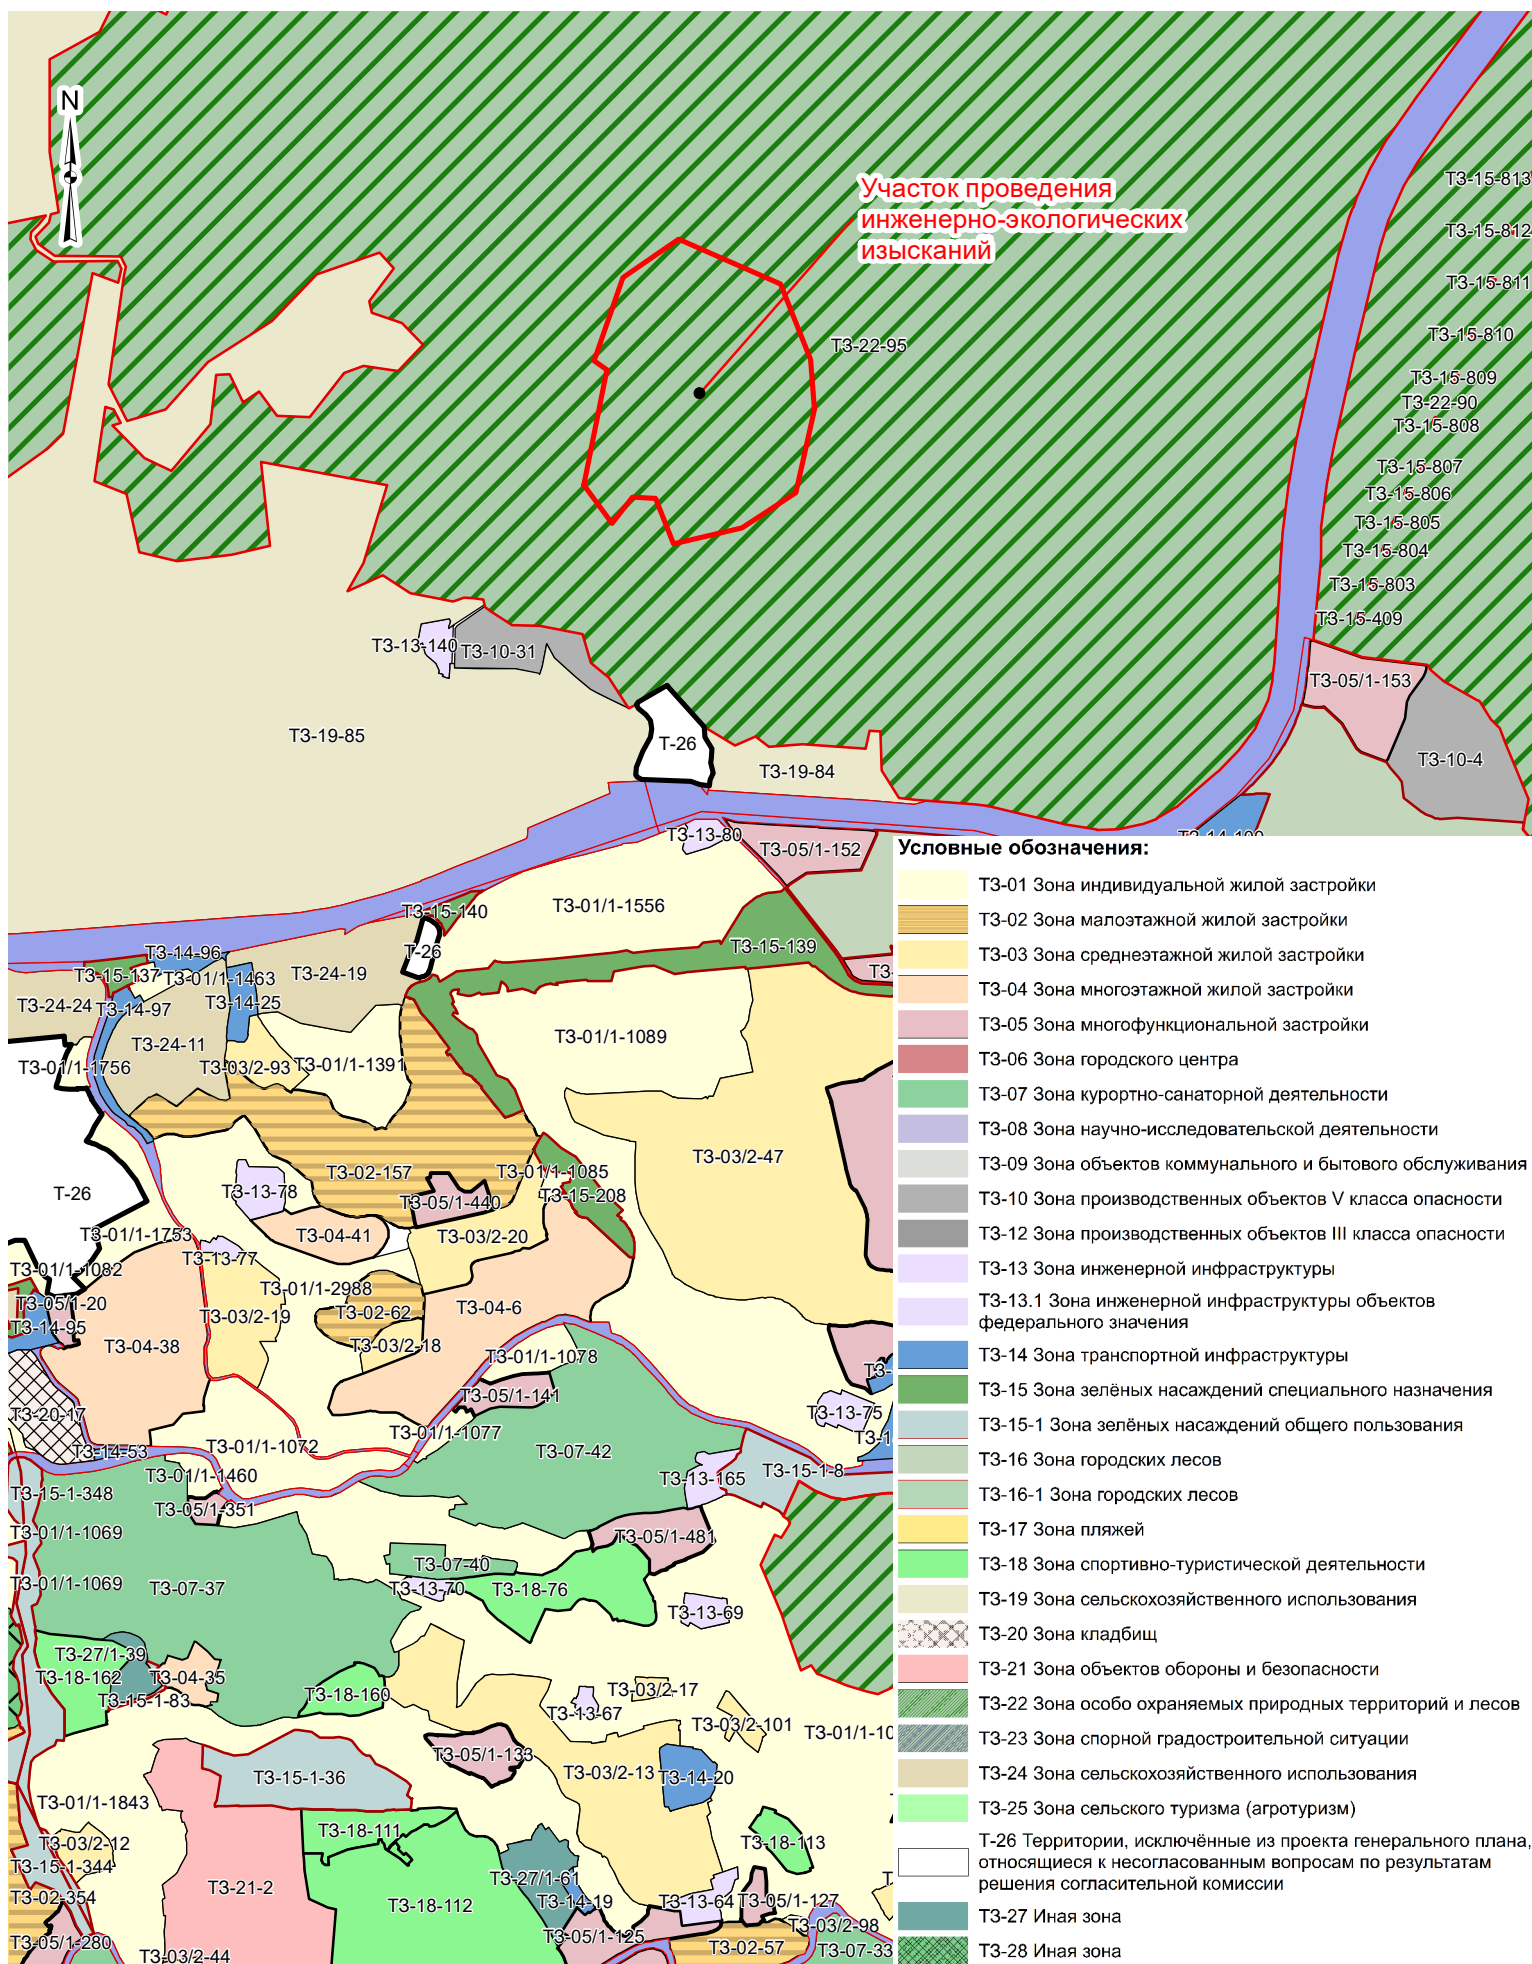 N
Участок проведения
инженерно-экологических
изысканий
ТЗ-15-813
ТЗ-15-812
ТЗ-15-811
ТЗ-15-810
ТЗ-22-95
ТЗ-15-809
ТЗ-22-90
ТЗ-15-808
ТЗ-15-807
ТЗ-15-806
ТЗ-15-805
ТЗ-15-804
ТЗ-15-803
ТЗ-15-409
ТЗ-13-140
ТЗ-10-31
ТЗ-05/1-153
ТЗ-19-85
Т-26
ТЗ-10-4
ТЗ-19-84
ТЗ-13-80
ТЗ-05/1-152
ТЗ-01/1-1556
ТЗ-15-140
ТЗ-15-139
Т-26
ТЗ-14-96
ТЗ-15-137
ТЗ-01/1-1463
ТЗ-24-19
ТЗ-24-24
ТЗ-14-97
ТЗ-14-25
ТЗ-24-11
ТЗ-01/1-1089
ТЗ-01/1-1756
ТЗ-03/2-93
ТЗ-01/1-1391
ТЗ-03/2-47
ТЗ-02-157
ТЗ-01/1-1085
Т-26
ТЗ-13-78
ТЗ-05/1-440
ТЗ-15-208
ТЗ-01/1-1753
ТЗ-04-41
ТЗ-03/2-20
ТЗ-13-77
ТЗ-01/1-1082
ТЗ-01/1-2988
ТЗ-05/1-20
ТЗ-03/2-19
ТЗ-02-62
ТЗ-04-6
ТЗ-14-95
ТЗ-04-38
ТЗ-03/2-18
ТЗ-01/1-1078
ТЗ-05/1-141
ТЗ-20-17
ТЗ-13-75
ТЗ-14-53
ТЗ-01/1-1072
ТЗ-01/1-1077
ТЗ-07-42
ТЗ-01/1-1460
ТЗ-13-165
ТЗ-15-1-8
ТЗ-15-1-348
ТЗ-05/1-351
ТЗ-01/1-1069
ТЗ-05/1-481
ТЗ-07-40
ТЗ-01/1-1069
ТЗ-07-37
ТЗ-13-70
ТЗ-18-76
ТЗ-13-69
ТЗ-27/1-39
ТЗ-18-162
ТЗ-04-35
ТЗ-15-1-83
ТЗ-18-160
ТЗ-03/2-17
ТЗ-13-67
ТЗ-03/2-101
ТЗ-01/1-10
ТЗ-05/1-133
ТЗ-03/2-13
ТЗ-14-20
ТЗ-15-1-36
ТЗ-01/1-1843
ТЗ-18-111
ТЗ-18-113
ТЗ-03/2-12
ТЗ-15-1-344
ТЗ-27/1-61
ТЗ-21-2
ТЗ-02-354
ТЗ-18-112
ТЗ-14-19
ТЗ-13-64
ТЗ-05/1-127
ТЗ-03/2-98
ТЗ-05/1-280
ТЗ-05/1-125
ТЗ-02-57
ТЗ-07-33
ТЗ-03/2-44
Условные обозначения:
ТЗ-01 Зона индивидуальной жилой застройки
ТЗ-02 Зона малоэтажной жилой застройки
ТЗ-03 Зона среднеэтажной жилой застройки
ТЗ-04 Зона многоэтажной жилой застройки
ТЗ-05 Зона многофункциональной застройки
ТЗ-06 Зона городского центра
ТЗ-07 Зона курортно-санаторной деятельности
ТЗ-08 Зона научно-исследовательской деятельности
ТЗ-09 Зона объектов коммунального и бытового обслуживания
ТЗ-10 Зона производственных объектов V класса опасности
ТЗ-12 Зона производственных объектов III класса опасности
ТЗ-13 Зона инженерной инфраструктуры
ТЗ-13.1 Зона инженерной инфраструктуры объектов
федерального значения
ТЗ-14 Зона транспортной инфраструктуры
ТЗ-15 Зона зелёных насаждений специального назначения
ТЗ-15-1 Зона зелёных насаждений общего пользования
ТЗ-16 Зона городских лесов
ТЗ-16-1 Зона городских лесов
ТЗ-17 Зона пляжей
ТЗ-18 Зона спортивно-туристической деятельности
ТЗ-19 Зона сельскохозяйственного использования
ТЗ-20 Зона кладбищ
ТЗ-21 Зона объектов обороны и безопасности
ТЗ-22 Зона особо охраняемых природных территорий и лесов
ТЗ-23 Зона спорной градостроительной ситуации
ТЗ-24 Зона сельскохозяйственного использования
ТЗ-25 Зона сельского туризма (агротуризм)
Т-26 Территории, исключённые из проекта генерального плана,
относящиеся к несогласованным вопросам по результатам
решения согласительной комиссии
ТЗ-27 Иная зона
ТЗ-28 Иная зона